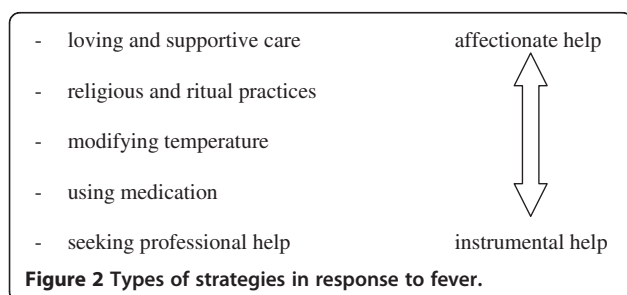 - loving and supportive care affectionate help
- religious and ritual practices
- modifying temperature
- using medication
- seeking professional help instrumental help
Figure 2 Types of strategies in response to fever.